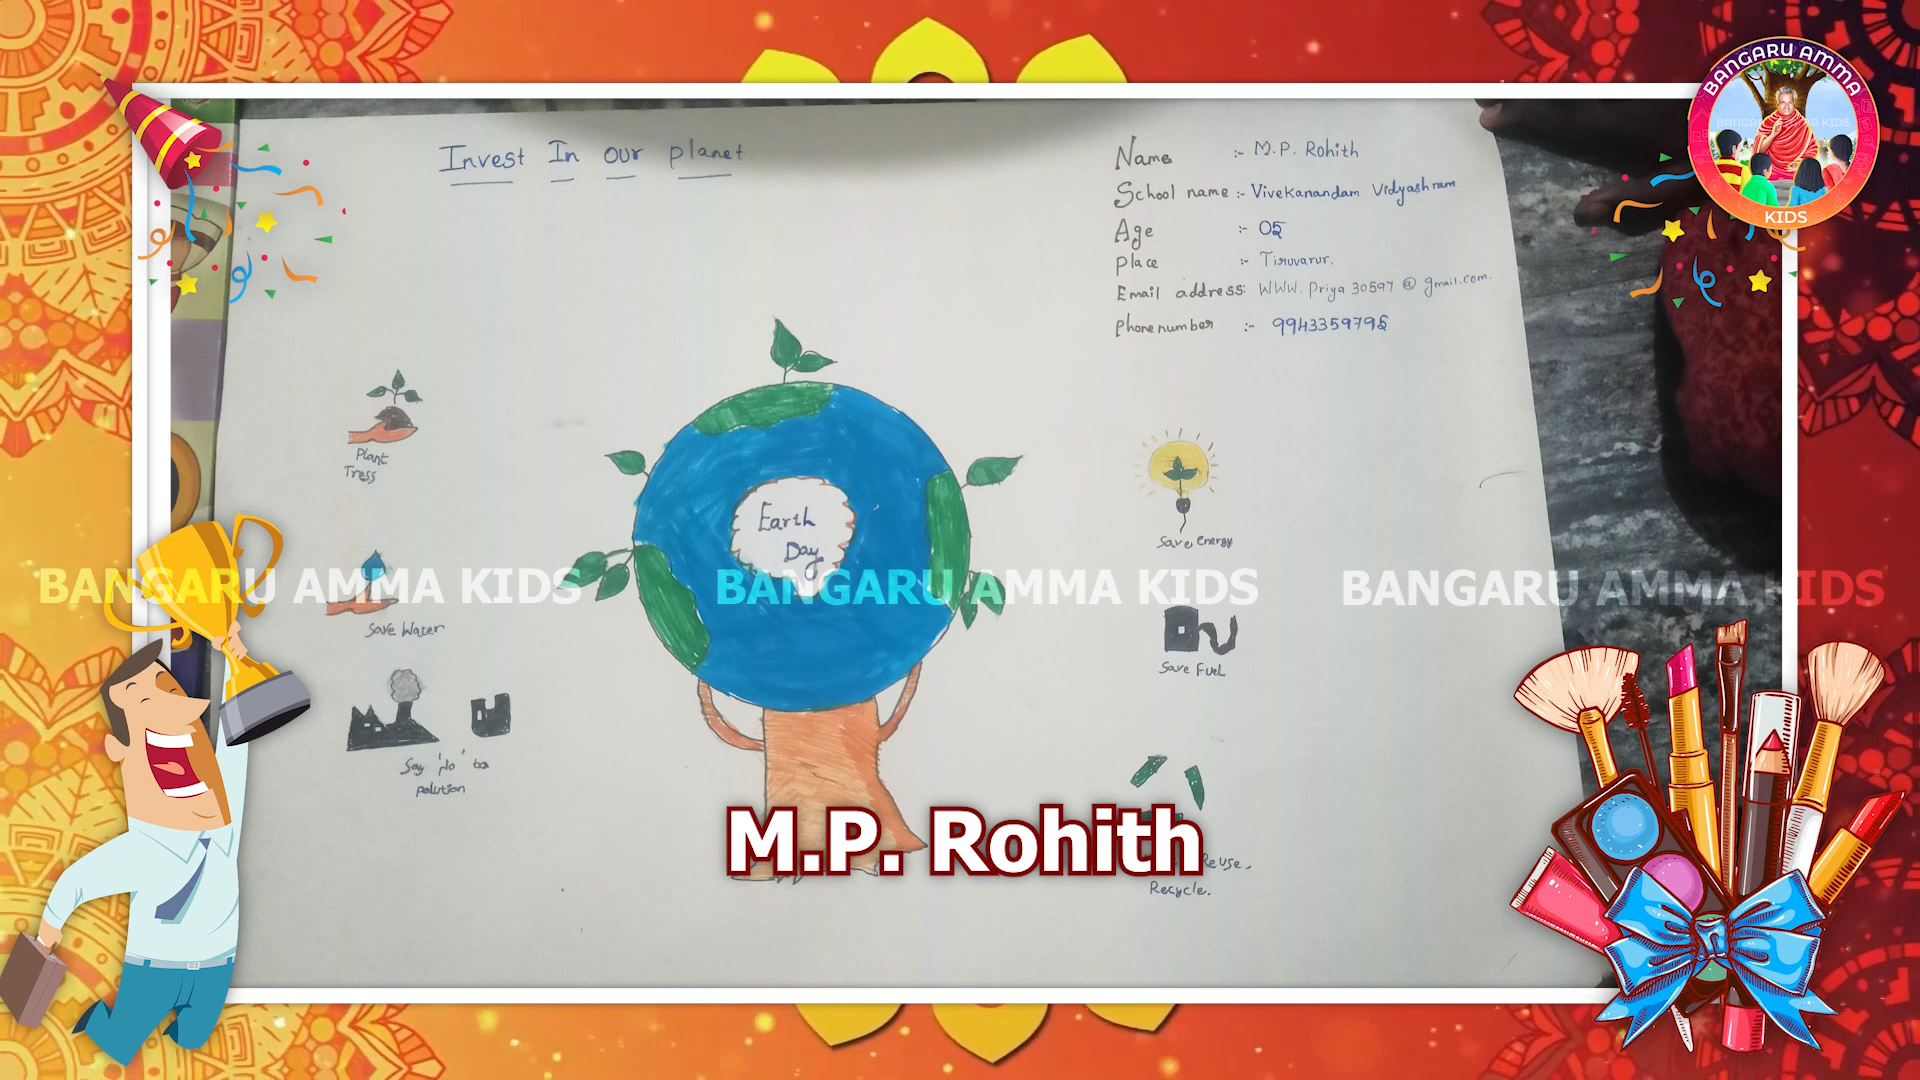 BANGARU AMMA
KIDS
Invest In our planet.
Name :- M.P. Rohith
School name :- Vivekanandam Vidyashram
Age :- 05
place :- Tiruvarur.
Email address: WWW. Priya 30597 @ gmail.com.
phone number :- 9943359795
Plant
Tress
Earth
Day
Save energy
BANGARU AMMA KIDS BANGARU AMMA KIDS BANGARU AMMA KIDS
Save Water
Save Fuel
Say 'No' to
polution
M.P. Rohith
Reuse,
Recycle.